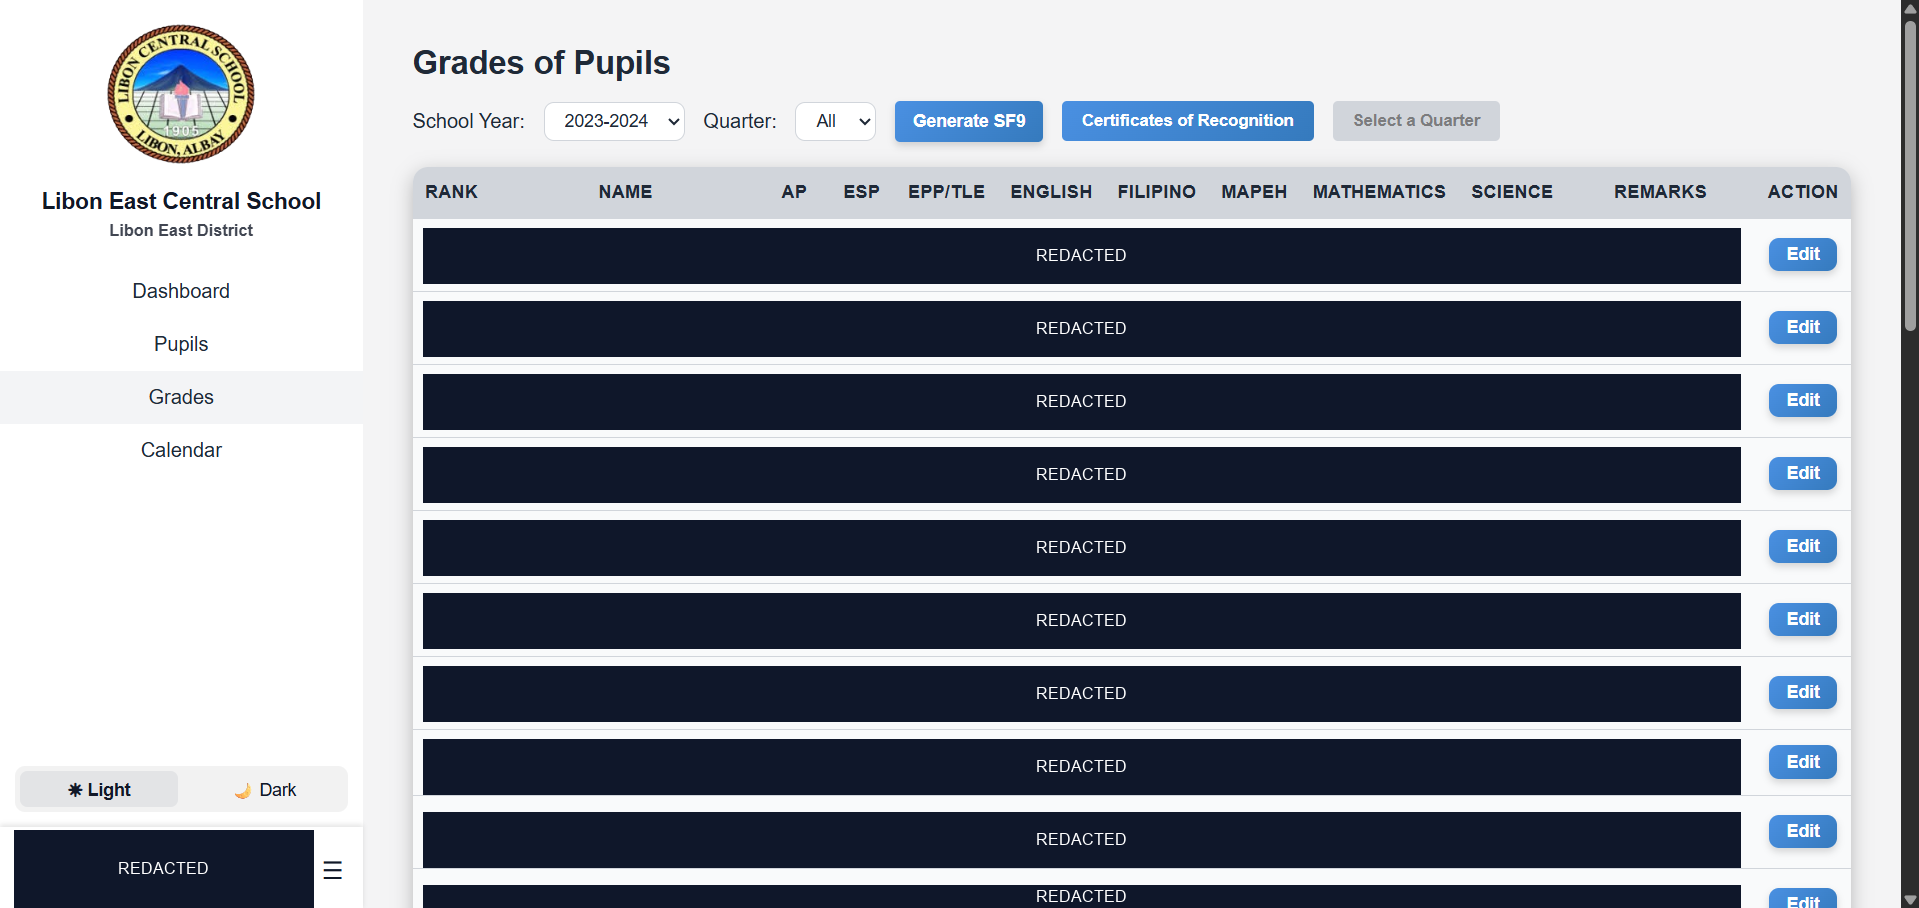 LIBON CENTRAL SCHOOL
1905
LIBON, ALBAY
Libon East Central School
Libon East District
Dashboard
Pupils
Grades
Calendar
Light
Dark
REDACTED
Grades of Pupils
School Year: 2023-2024 Quarter: All Generate SF9 Certificates of Recognition Select a Quarter
RANK NAME AP ESP EPP/TLE ENGLISH FILIPINO MAPEH MATHEMATICS SCIENCE REMARKS ACTION
REDACTED Edit
REDACTED Edit
REDACTED Edit
REDACTED Edit
REDACTED Edit
REDACTED Edit
REDACTED Edit
REDACTED Edit
REDACTED Edit
REDACTED Edit